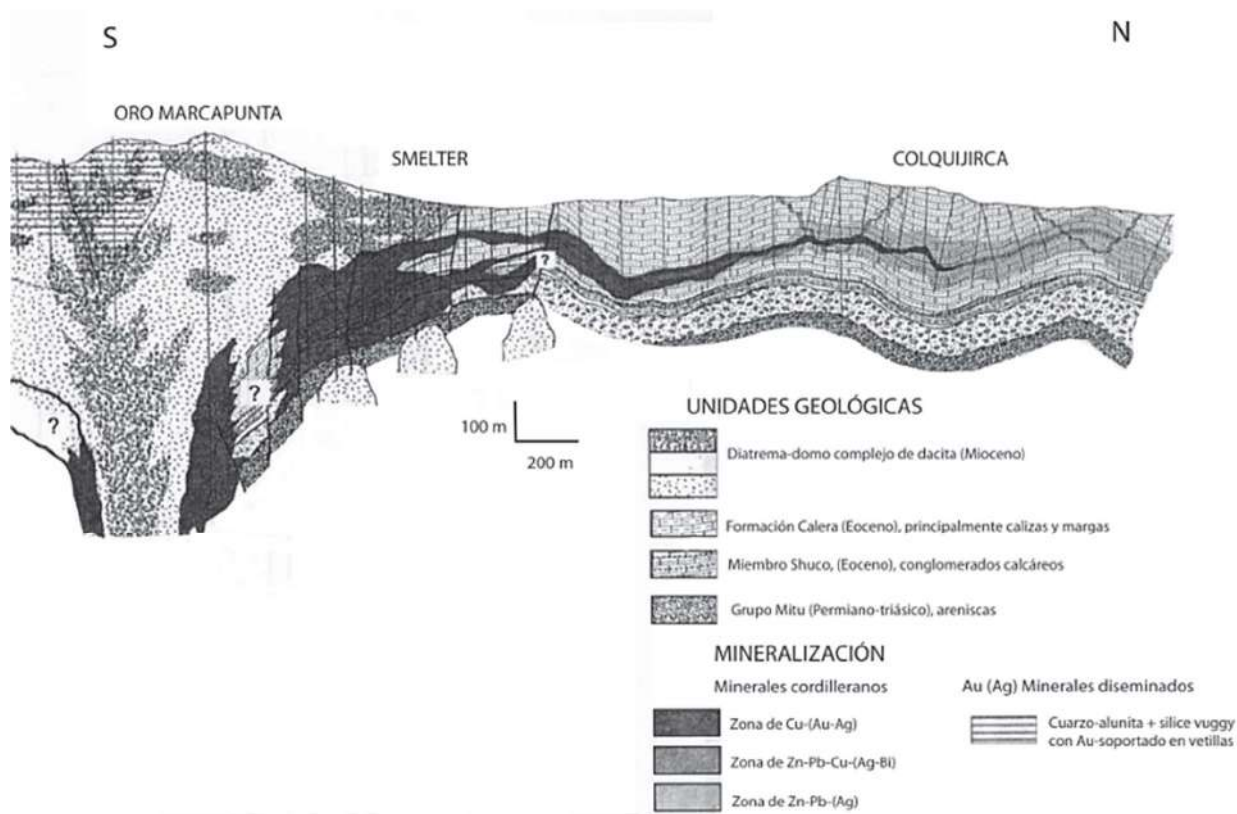 S
N
ORO MARCAPUNTA
SMELTER
COLQUIJIRCA
?
?
?
100 m
200 m
UNIDADES GEOLÓGICAS
Diatrema-domo complejo de dacita (Mioceno)
Formación Calera (Eoceno), principalmente calizas y margas
Miembro Shuco, (Eoceno), conglomerados calcáreos
Grupo Mitu (Permiano-triásico), areniscas
MINERALIZACIÓN
Minerales cordilleranos
Au (Ag) Minerales diseminados
Zona de Cu-(Au-Ag)
Zona de Zn-Pb-Cu-(Ag-Bi)
Zona de Zn-Pb-(Ag)
Cuarzo-alunita + silice vuggy
con Au-soportado en vetillas